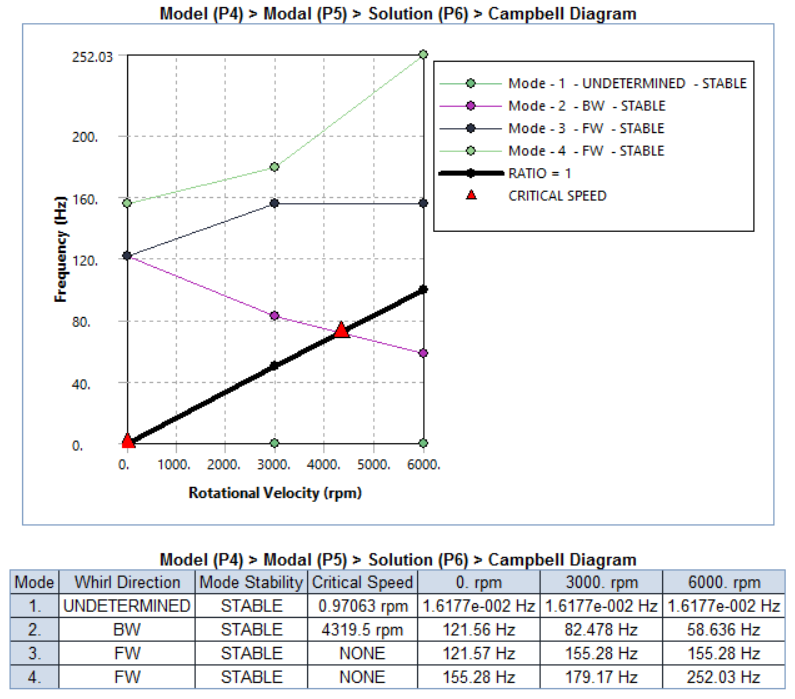 Model (P4) > Modal (P5) > Solution (P6) > Campbell Diagram
252.03
200.
160.
120.
80.
40.
0.
Frequency (Hz)
0. 1000. 2000. 3000. 4000. 5000. 6000.
Rotational Velocity (rpm)
Mode - 1 - UNDETERMINED - STABLE
Mode - 2 - BW - STABLE
Mode - 3 - FW - STABLE
Mode - 4 - FW - STABLE
RATIO = 1
CRITICAL SPEED
Model (P4) > Modal (P5) > Solution (P6) > Campbell Diagram
Mode Whirl Direction Mode Stability Critical Speed 0. rpm 3000. rpm 6000. rpm
1. UNDETERMINED STABLE 0.97063 rpm 1.6177e-002 Hz 1.6177e-002 Hz 1.6177e-002 Hz
2. BW STABLE 4319.5 rpm 121.56 Hz 82.478 Hz 58.636 Hz
3. FW STABLE NONE 121.57 Hz 155.28 Hz 155.28 Hz
4. FW STABLE NONE 155.28 Hz 179.17 Hz 252.03 Hz